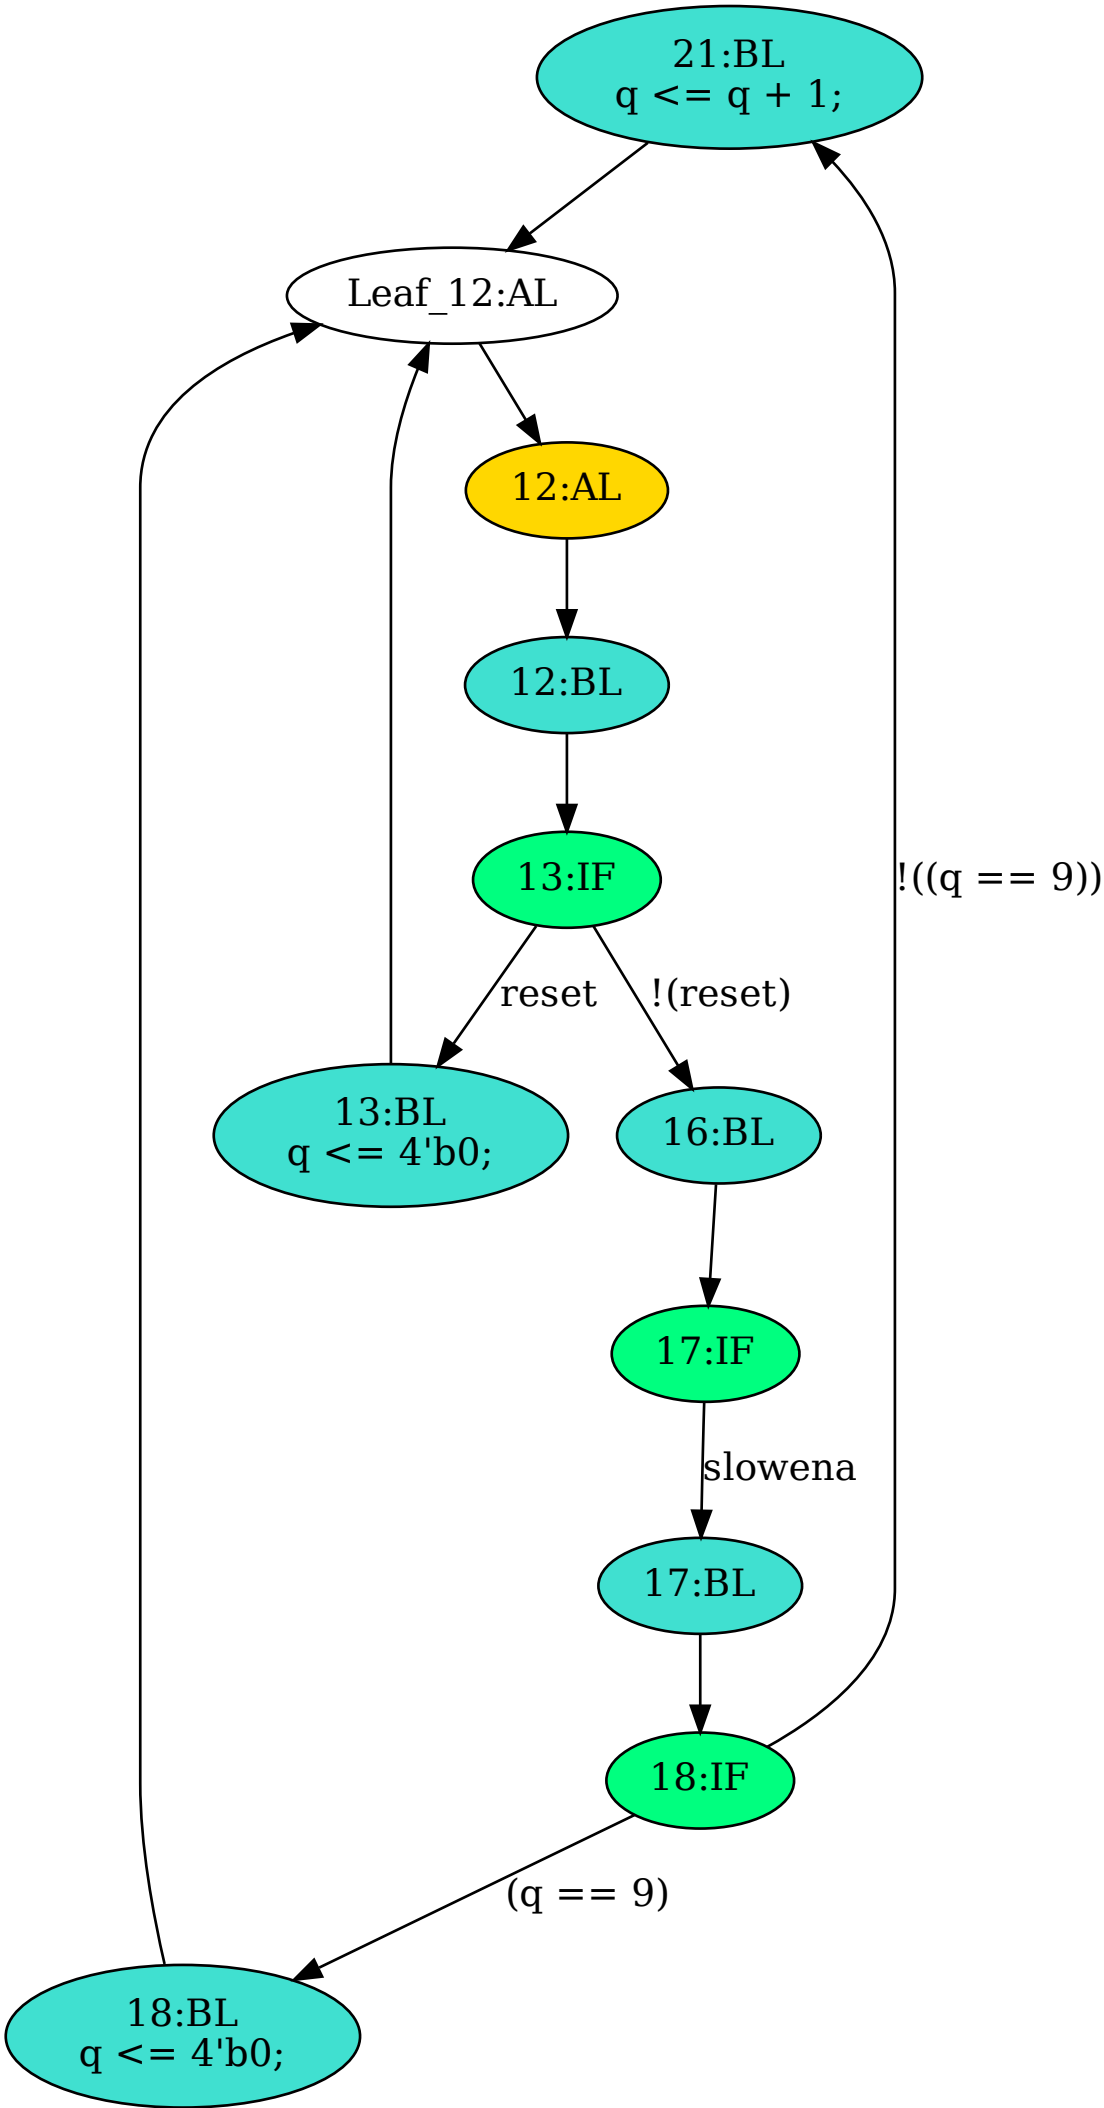 21:BL
q <= q + 1;
Leaf_12:AL
12:AL
12:BL
13:IF
!((q == 9))
reset
!(reset)
13:BL
q <= 4'b0;
16:BL
17:IF
slowena
17:BL
18:IF
(q == 9)
18:BL
q <= 4'b0;